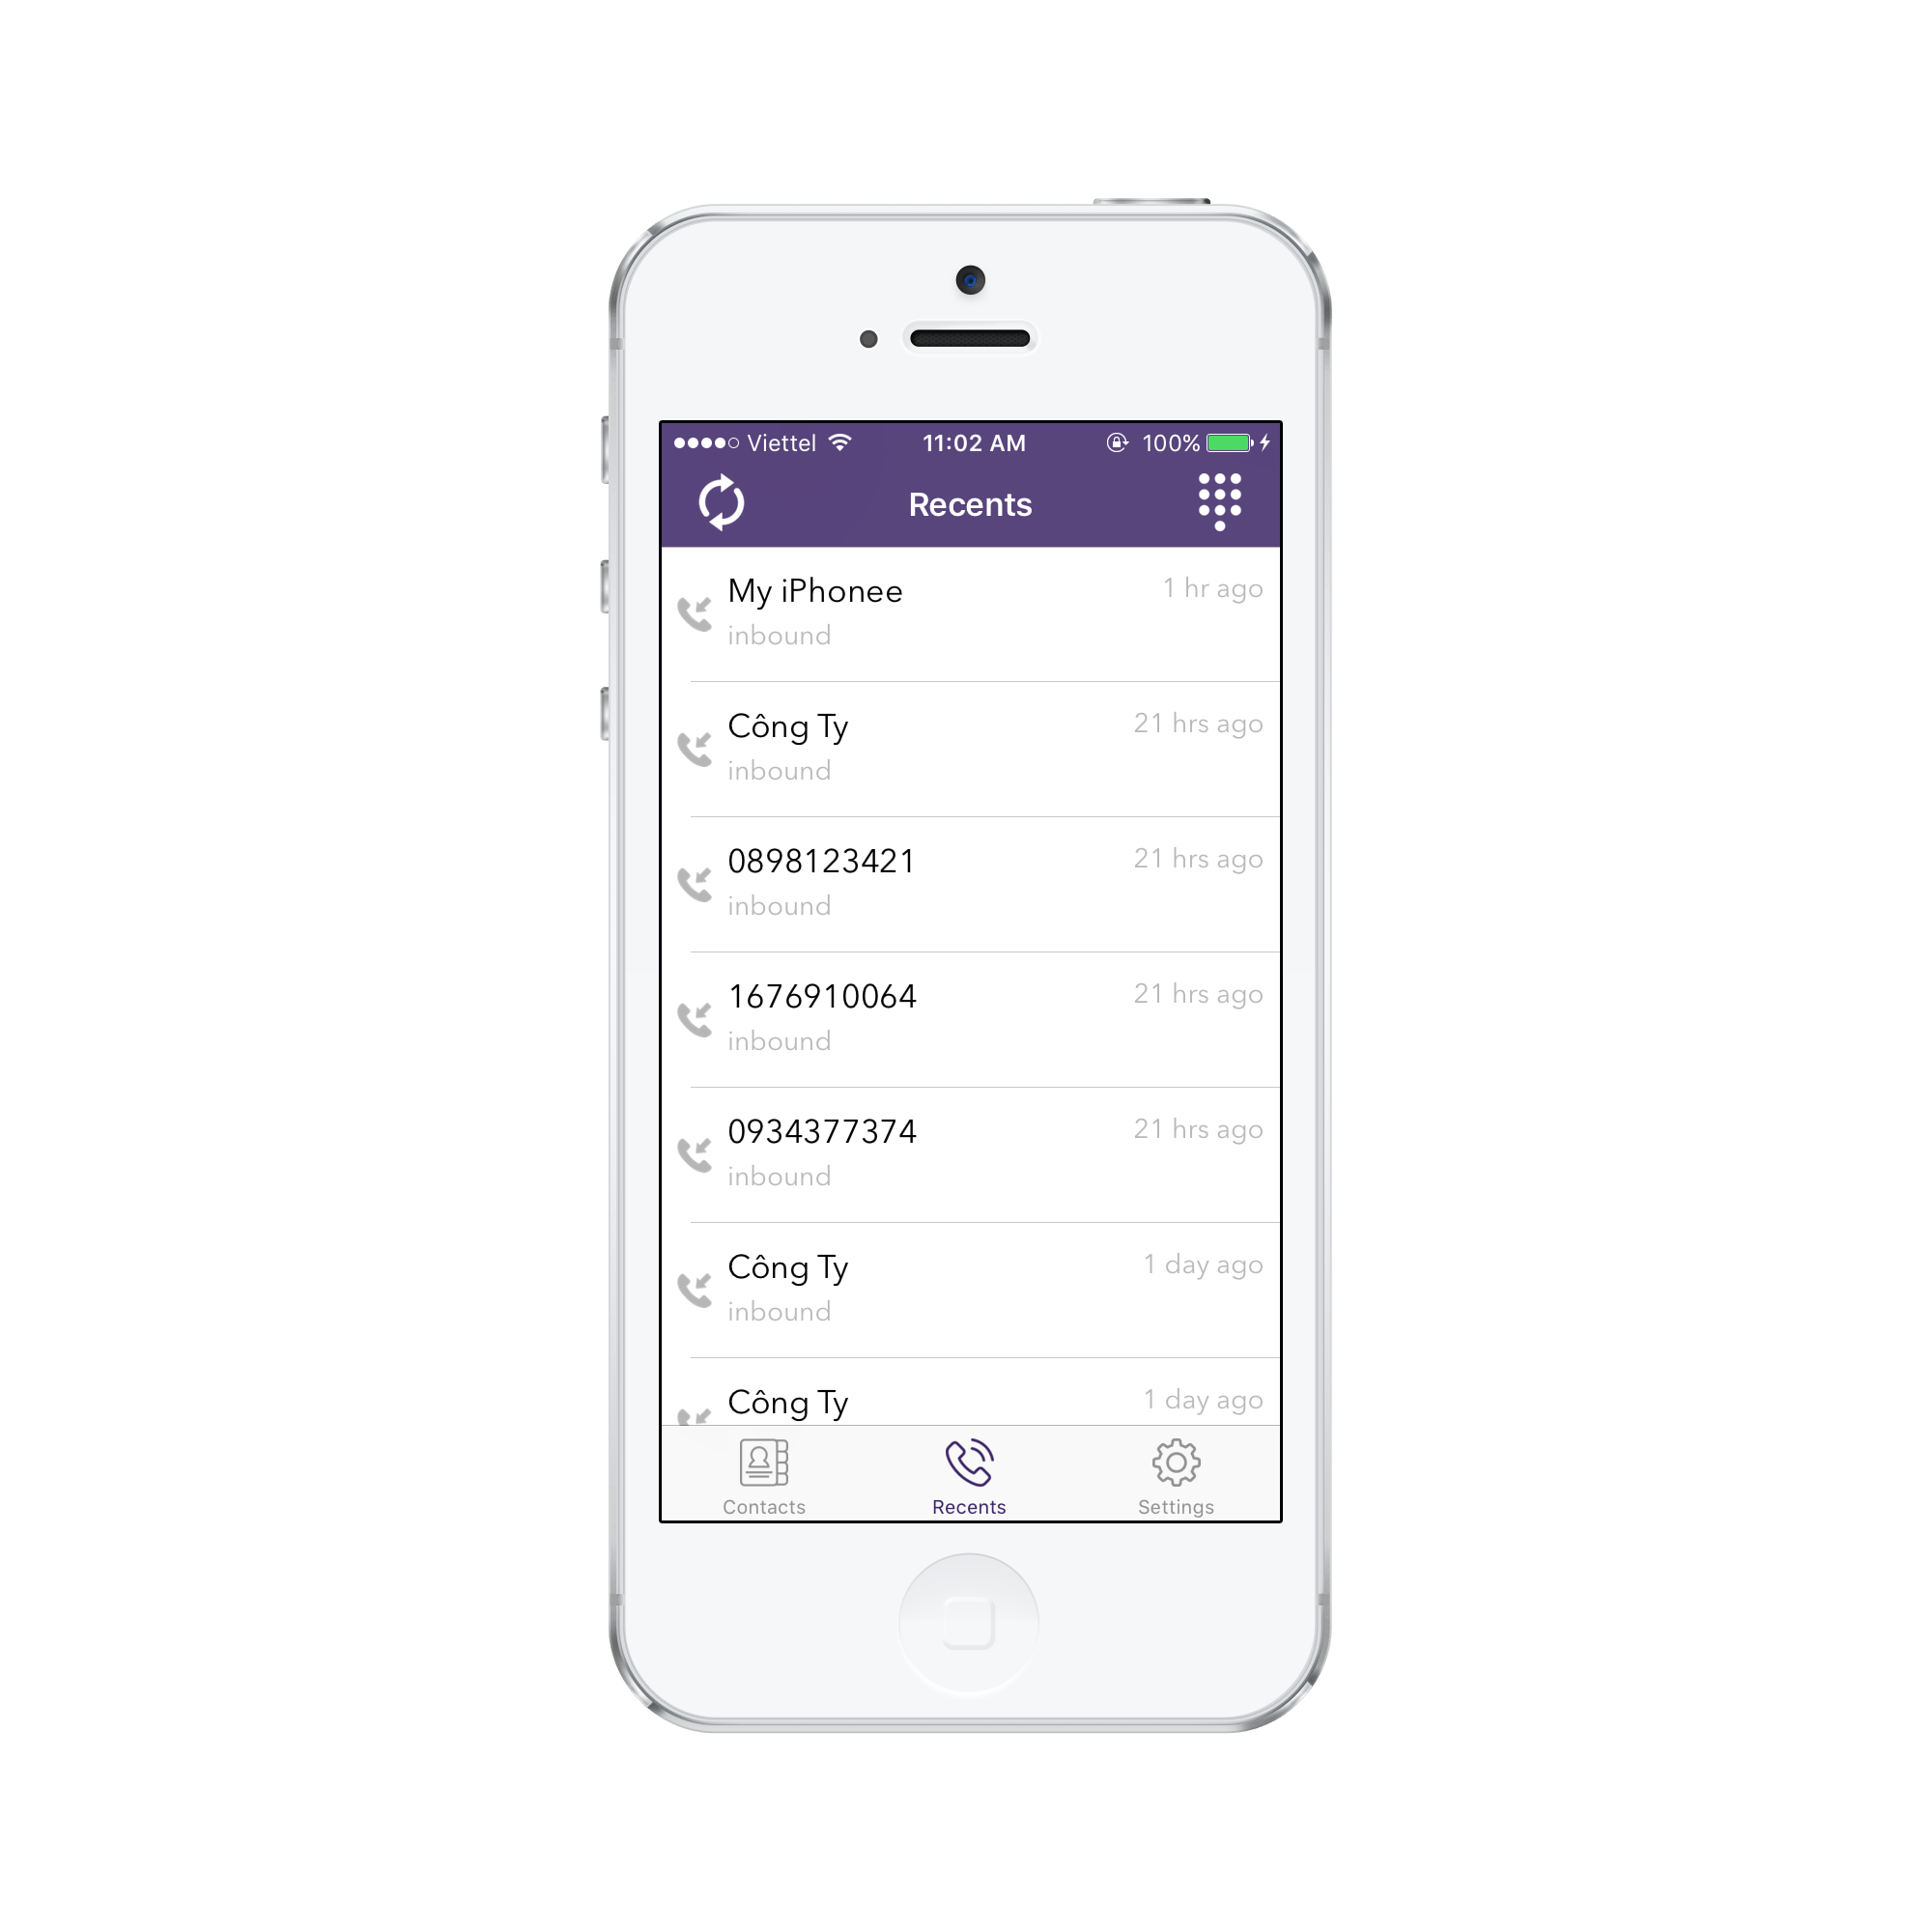 Viettel 11:02 AM 100%
Recents
My iPhonee 1 hr ago
inbound
Công Ty 21 hrs ago
inbound
0898123421 21 hrs ago
inbound
1676910064 21 hrs ago
inbound
0934377374 21 hrs ago
inbound
Công Ty 1 day ago
inbound
Công Ty 1 day ago
Contacts Recents Settings